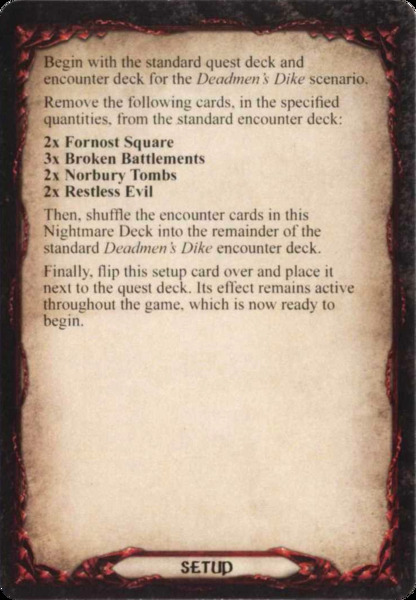 Begin with the standard quest deck and
encounter deck for the Deadmen's Dike scenario.
Remove the following cards, in the specified
quantities, from the standard encounter deck:
2x Fornost Square
3x Broken Battlements
2x Norbury Tombs
2x Restless Evil
Then, shuffle the encounter cards in this
Nightmare Deck into the remainder of the
standard Deadmen's Dike encounter deck.
Finally, flip this setup card over and place it
next to the quest deck. Its effect remains active
throughout the game, which is now ready to
begin.
SETUP